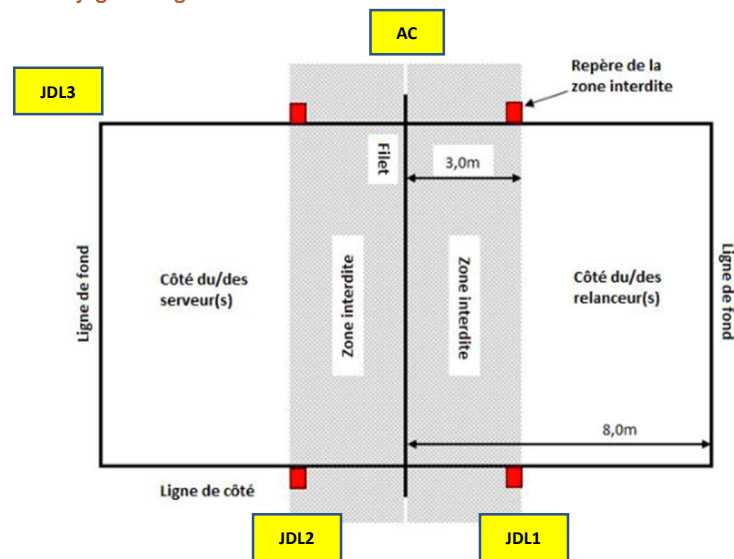 AC
Repère de la
zone interdite
JDL3
Filet
3,0m
Ligne de fond
Côté du/des
serveur(s)
Zone interdite
Zone interdite
Côté du/des
relanceur(s)
Ligne de fond
8,0m
Ligne de côté
JDL2
JDL1